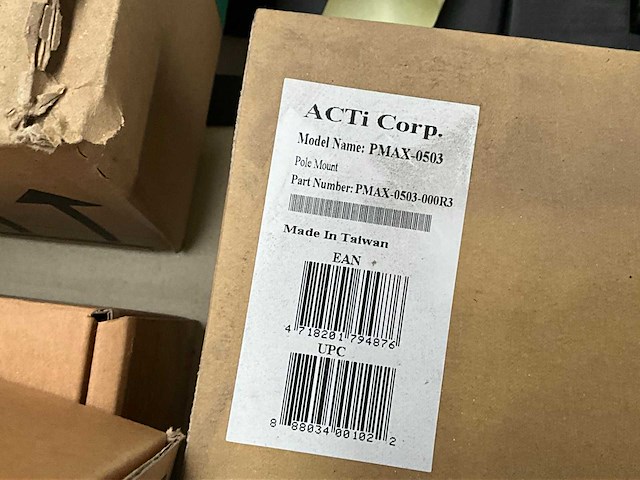 ACTi Corp.
Model Name: PMAX-0503
Pole Mount
Part Number: PMAX-0503-000R3
Made In Taiwan
EAN
4 718201 794876
UPC
8 88034 00102 2